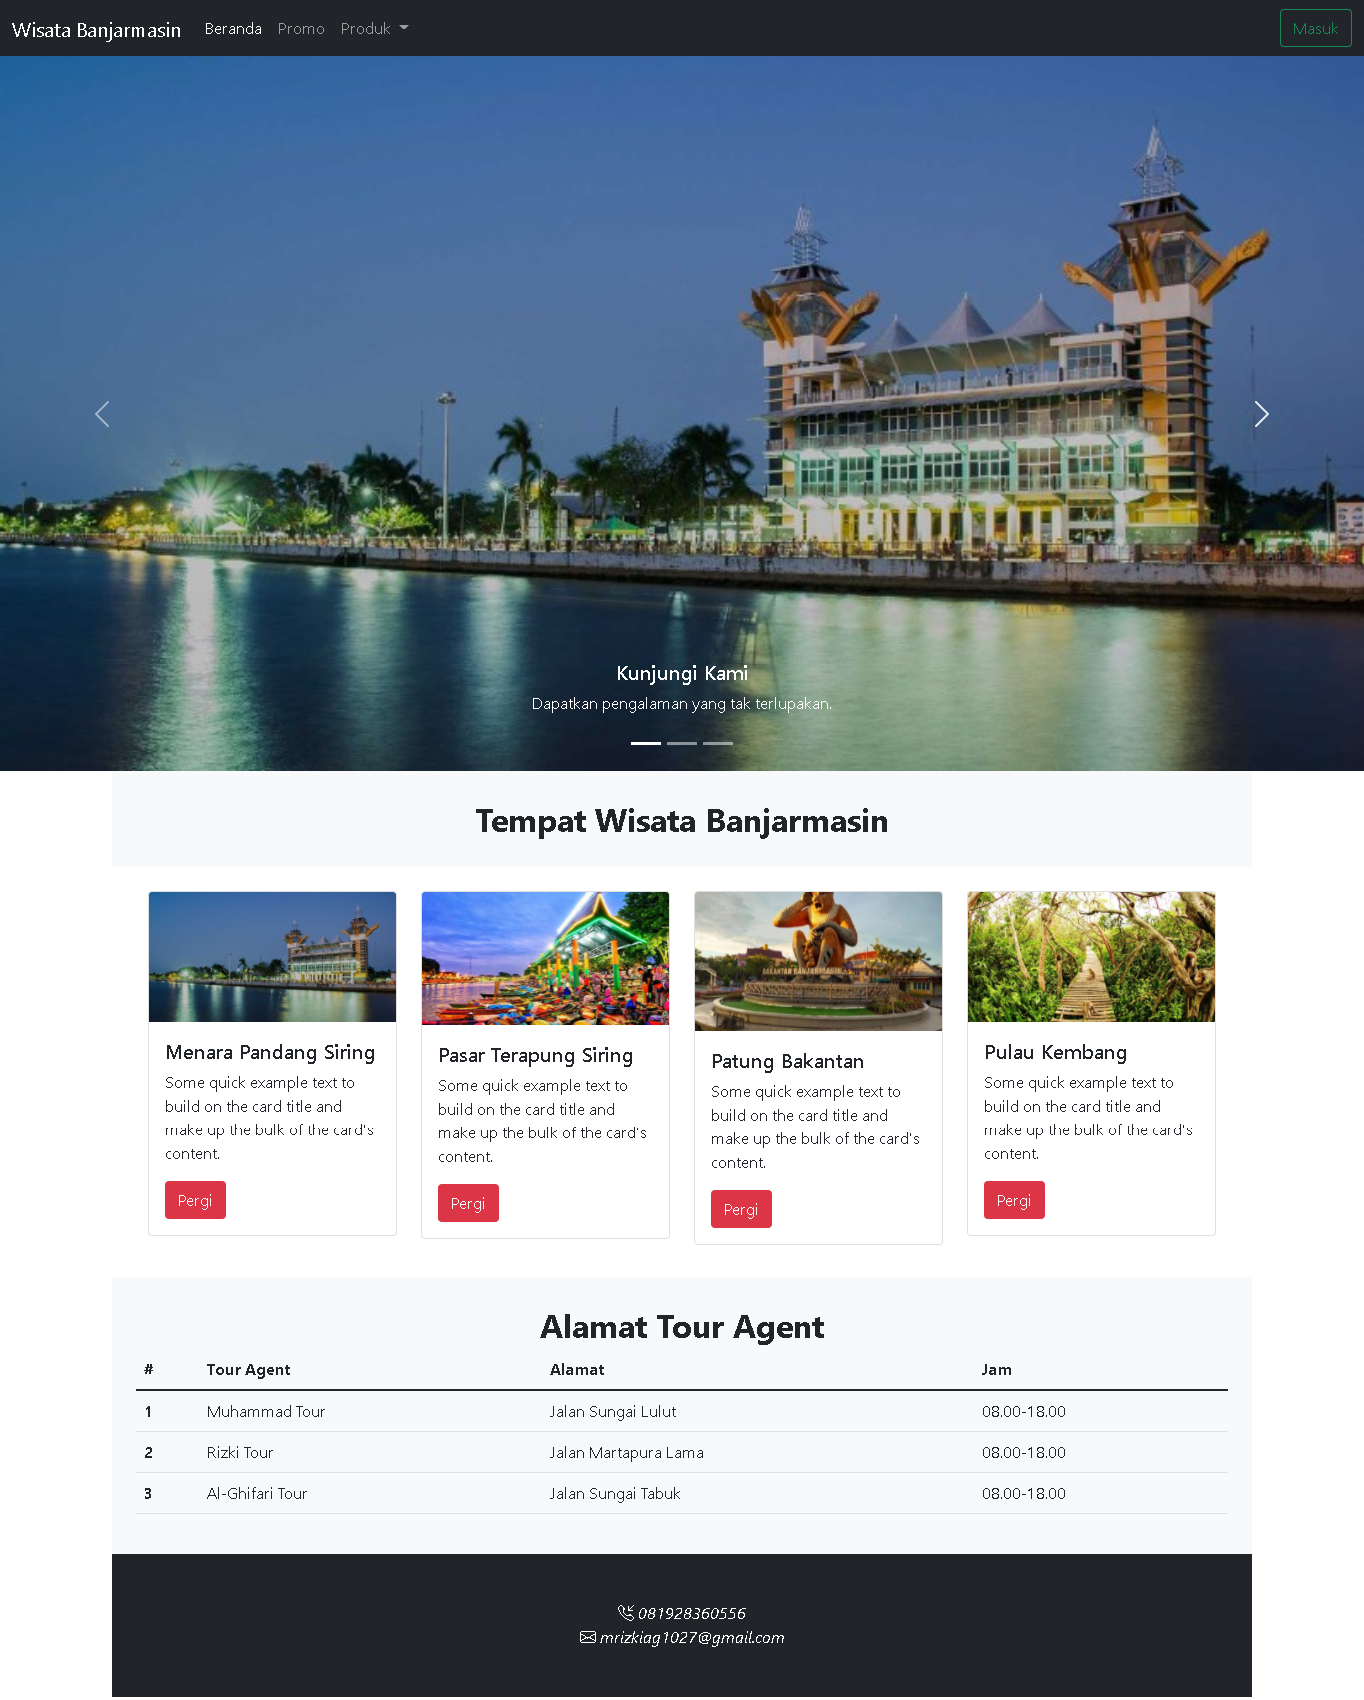 Wisata Banjarmasin Beranda Promo Produk Masuk
Kunjungi Kami
Dapatkan pengalaman yang tak terlupakan.
Tempat Wisata Banjarmasin
BAKANTAN BANJARMASIN
Menara Pandang Siring
Some quick example text to
build on the card title and
make up the bulk of the card's
content.
Pergi
Pasar Terapung Siring
Some quick example text to
build on the card title and
make up the bulk of the card's
content.
Pergi
Patung Bakantan
Some quick example text to
build on the card title and
make up the bulk of the card's
content.
Pergi
Pulau Kembang
Some quick example text to
build on the card title and
make up the bulk of the card's
content.
Pergi
Alamat Tour Agent
# Tour Agent Alamat Jam
1 Muhammad Tour Jalan Sungai Lulut 08.00-18.00
2 Rizki Tour Jalan Martapura Lama 08.00-18.00
3 Al-Ghifari Tour Jalan Sungai Tabuk 08.00-18.00
081928360556
mrizkiag1027@gmail.com